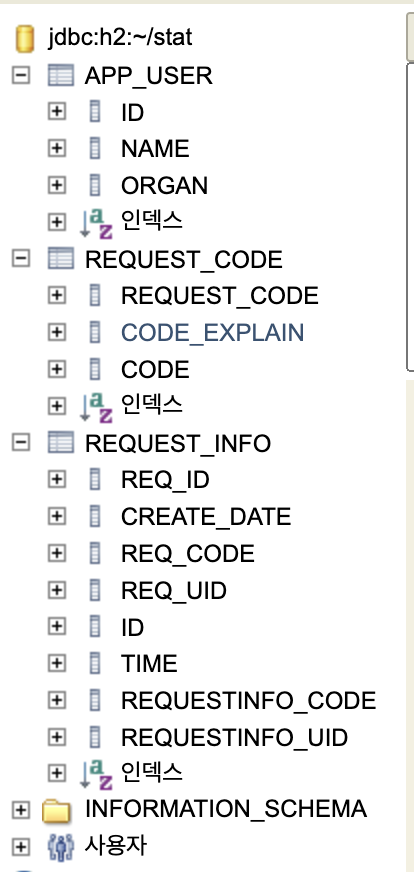 jdbc:h2:~/stat
APP_USER
ID
NAME
ORGAN
인덱스
REQUEST_CODE
REQUEST_CODE
CODE_EXPLAIN
CODE
인덱스
REQUEST_INFO
REQ_ID
CREATE_DATE
REQ_CODE
REQ_UID
ID
TIME
REQUESTINFO_CODE
REQUESTINFO_UID
인덱스
INFORMATION_SCHEMA
사용자